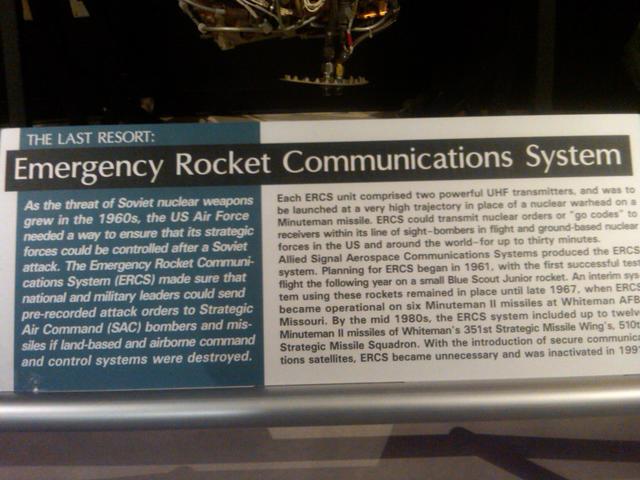 THE LAST RESORT:
Emergency Rocket Communications System
As the threat of Soviet nuclear weapons
grew in the 1960s, the US Air Force
needed a way to ensure that its strategic
forces could be controlled after a Soviet
attack. The Emergency Rocket Communi-
cations System (ERCS) made sure that
national and military leaders could send
pre-recorded attack orders to Strategic
Air Command (SAC) bombers and mis-
siles if land-based and airborne command
and control systems were destroyed.
Each ERCS unit comprised two powerful UHF transmitters, and was to
be launched at a very high trajectory in place of a nuclear warhead on a
Minuteman missile. ERCS could transmit nuclear orders or "go codes" to
receivers within its line of sight–bombers in flight and ground-based nuclear
forces in the US and around the world–for up to thirty minutes.
Allied Signal Aerospace Communications Systems produced the ERCS
system. Planning for ERCS began in 1961, with the first successful test
flight the following year on a small Blue Scout Junior rocket. An interim sys
tem using these rockets remained in place until late 1967, when ERCS
became operational on six Minuteman II missiles at Whiteman AFB
Missouri. By the mid 1980s, the ERCS system included up to twelv
Minuteman II missiles of Whiteman's 351st Strategic Missile Wing's, 510t
Strategic Missile Squadron. With the introduction of secure communica
tions satellites, ERCS became unnecessary and was inactivated in 199